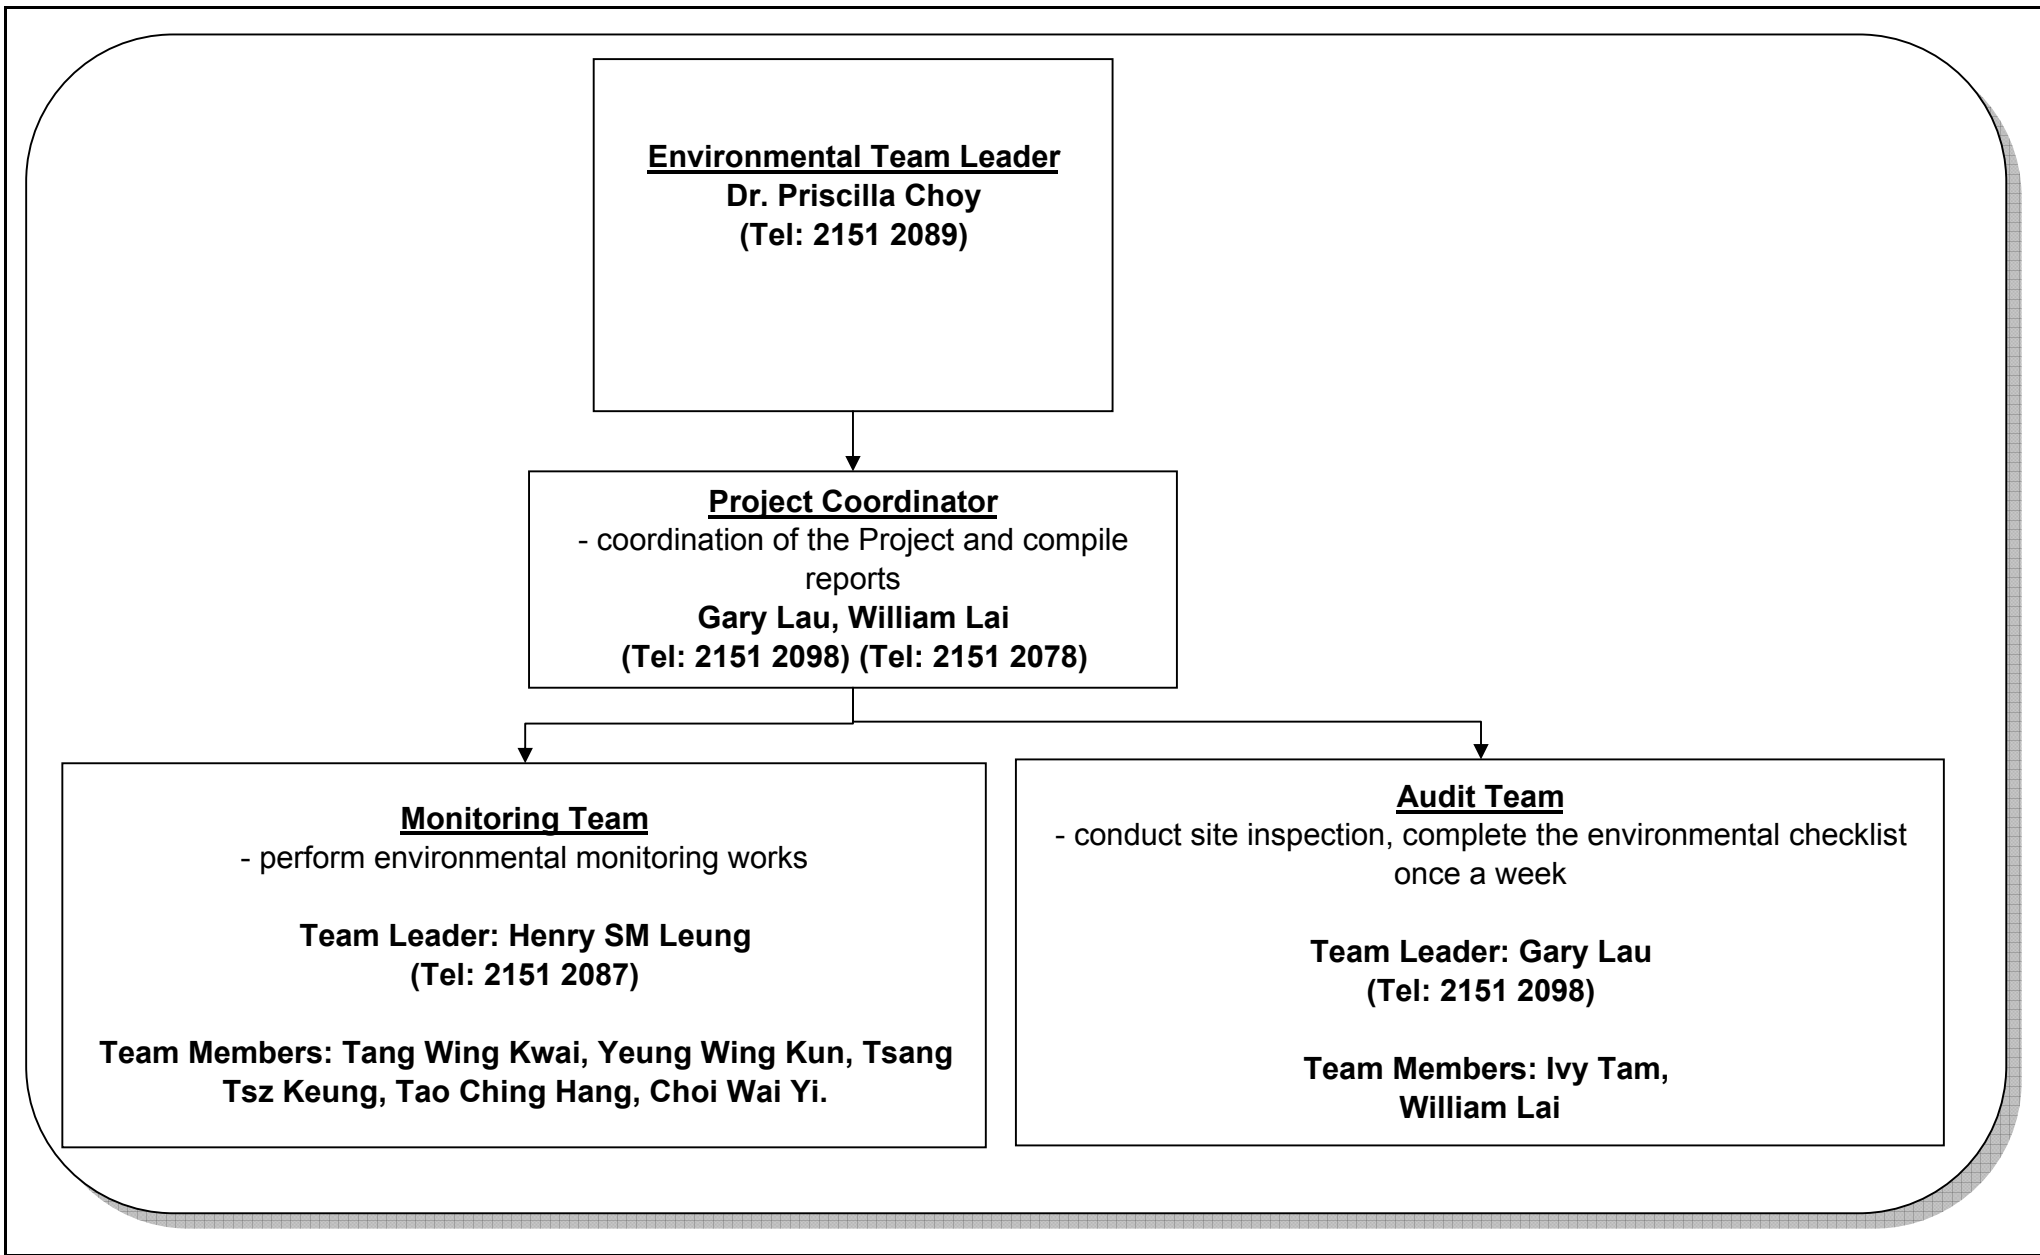 Environmental Team Leader
Dr. Priscilla Choy
(Tel: 2151 2089)
Project Coordinator
- coordination of the Project and compile
reports
Gary Lau, William Lai
(Tel: 2151 2098) (Tel: 2151 2078)
Monitoring Team
- perform environmental monitoring works
Team Leader: Henry SM Leung
(Tel: 2151 2087)
Team Members: Tang Wing Kwai, Yeung Wing Kun, Tsang
Tsz Keung, Tao Ching Hang, Choi Wai Yi.
Audit Team
- conduct site inspection, complete the environmental checklist
once a week
Team Leader: Gary Lau
(Tel: 2151 2098)
Team Members: Ivy Tam,
William Lai